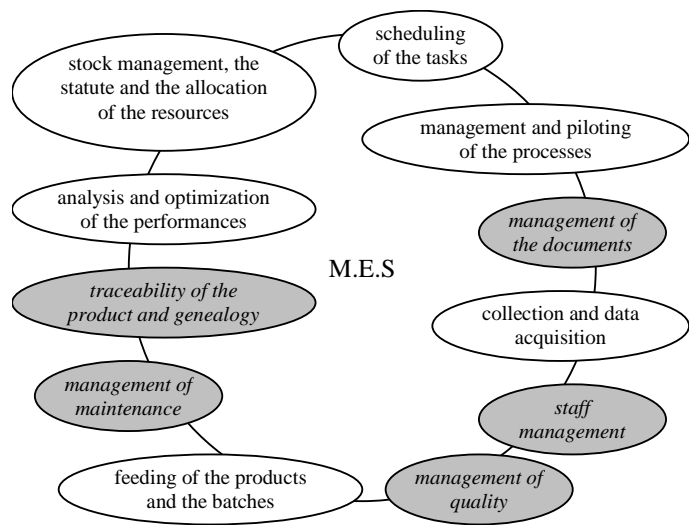 scheduling
of the tasks
stock management, the
statute and the allocation
of the resources
management and piloting
of the processes
analysis and optimization
of the performances
management of
the documents
M.E.S
traceability of the
product and genealogy
collection and data
acquisition
management of
maintenance
staff
management
feeding of the products
and the batches
management of
quality